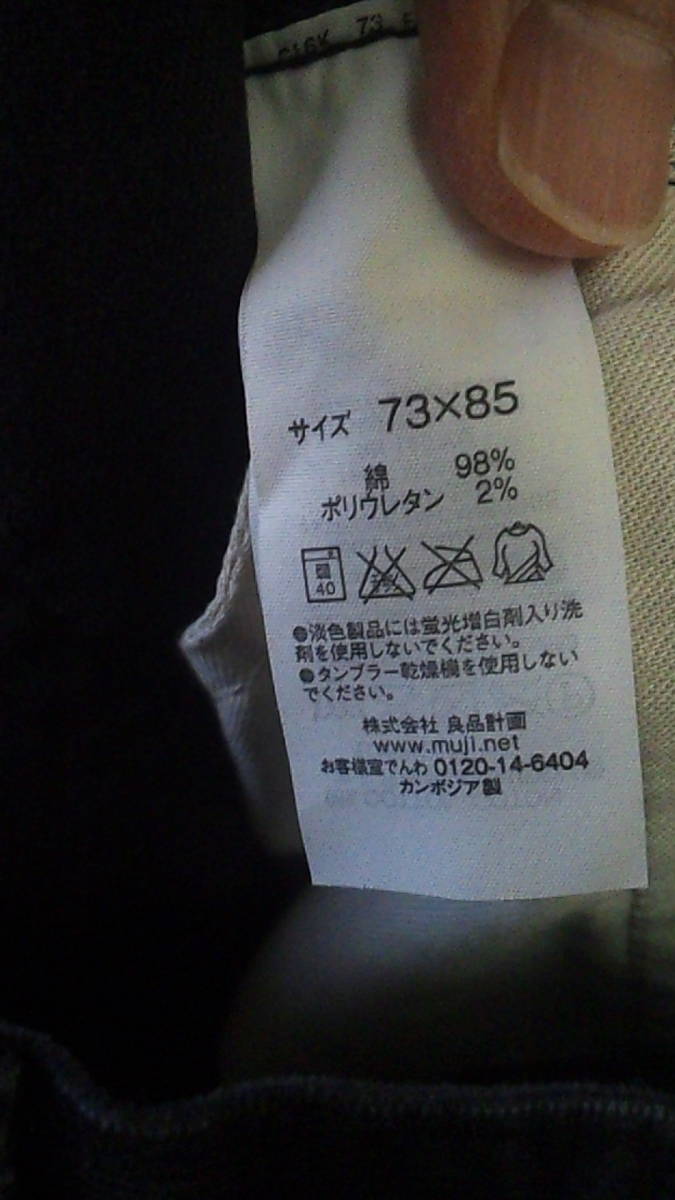 73
サイズ 73×85
綿 98%
ポリウレタン 2%
弱
40
●淡色製品には蛍光増白剤入り洗
剤を使用しないでください。
●タンブラー乾燥機を使用しない
でください。
株式会社 良品計画
www.muji.net
お客様室でんわ 0120-14-6404
カンボジア製